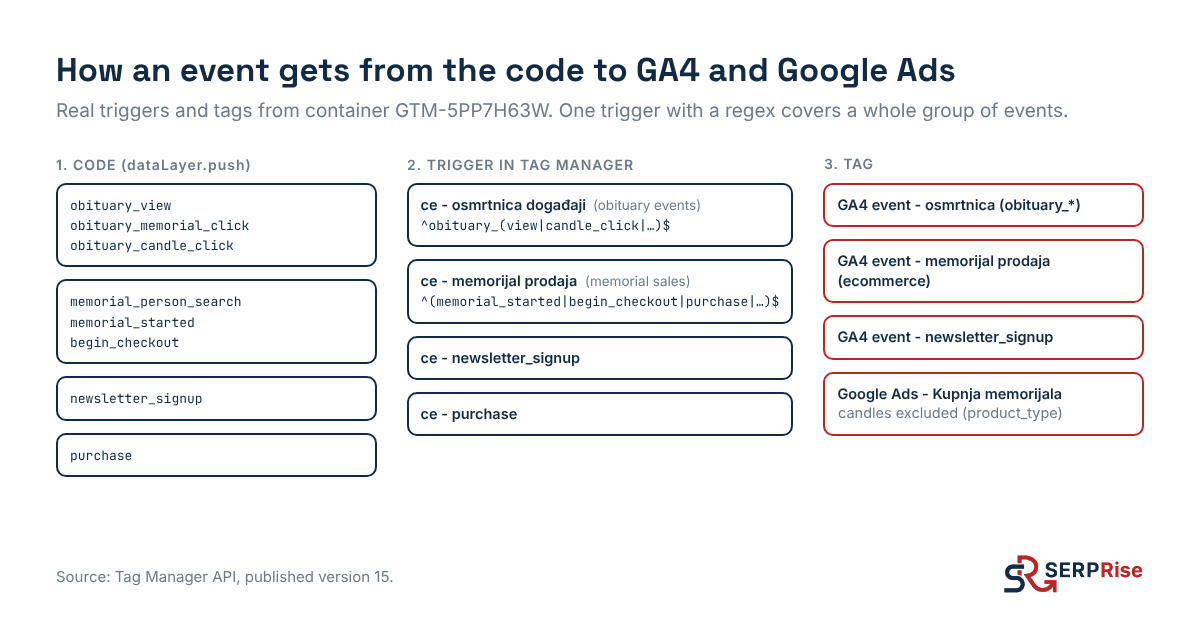 How an event gets from the code to GA4 and Google Ads
Real triggers and tags from container GTM-5PP7H63W. One trigger with a regex covers a whole group of events.
1. CODE (dataLayer.push)
obituary_view
obituary_memorial_click
obituary_candle_click
memorial_person_search
memorial_started
begin_checkout
newsletter_signup
purchase
2. TRIGGER IN TAG MANAGER
ce - osmrtnica događaji (obituary events)
^obituary_(view|candle_click|…)$
ce - memorijal prodaja (memorial sales)
^(memorial_started|begin_checkout|purchase|…)$
ce - newsletter_signup
ce - purchase
3. TAG
GA4 event - osmrtnica (obituary_*)
GA4 event - memorijal prodaja
(ecommerce)
GA4 event - newsletter_signup
Google Ads - Kupnja memorijala
candles excluded (product_type)
Source: Tag Manager API, published version 15.
SERPRise